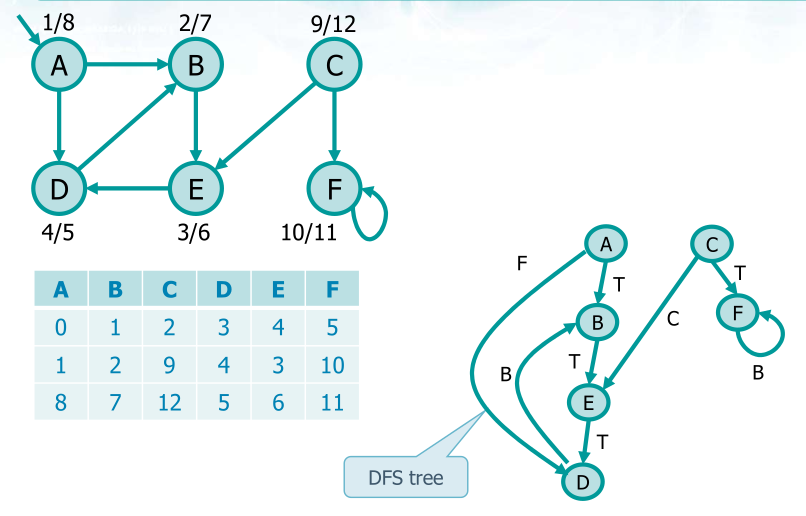 1/8 2/7 9/12
A B C
D E F
4/5 3/6 10/11
A B C D E F
0 1 2 3 4 5
1 2 9 4 3 10
8 7 12 5 6 11
A C
F T T
B F
C
B T B
E
T
D
DFS tree